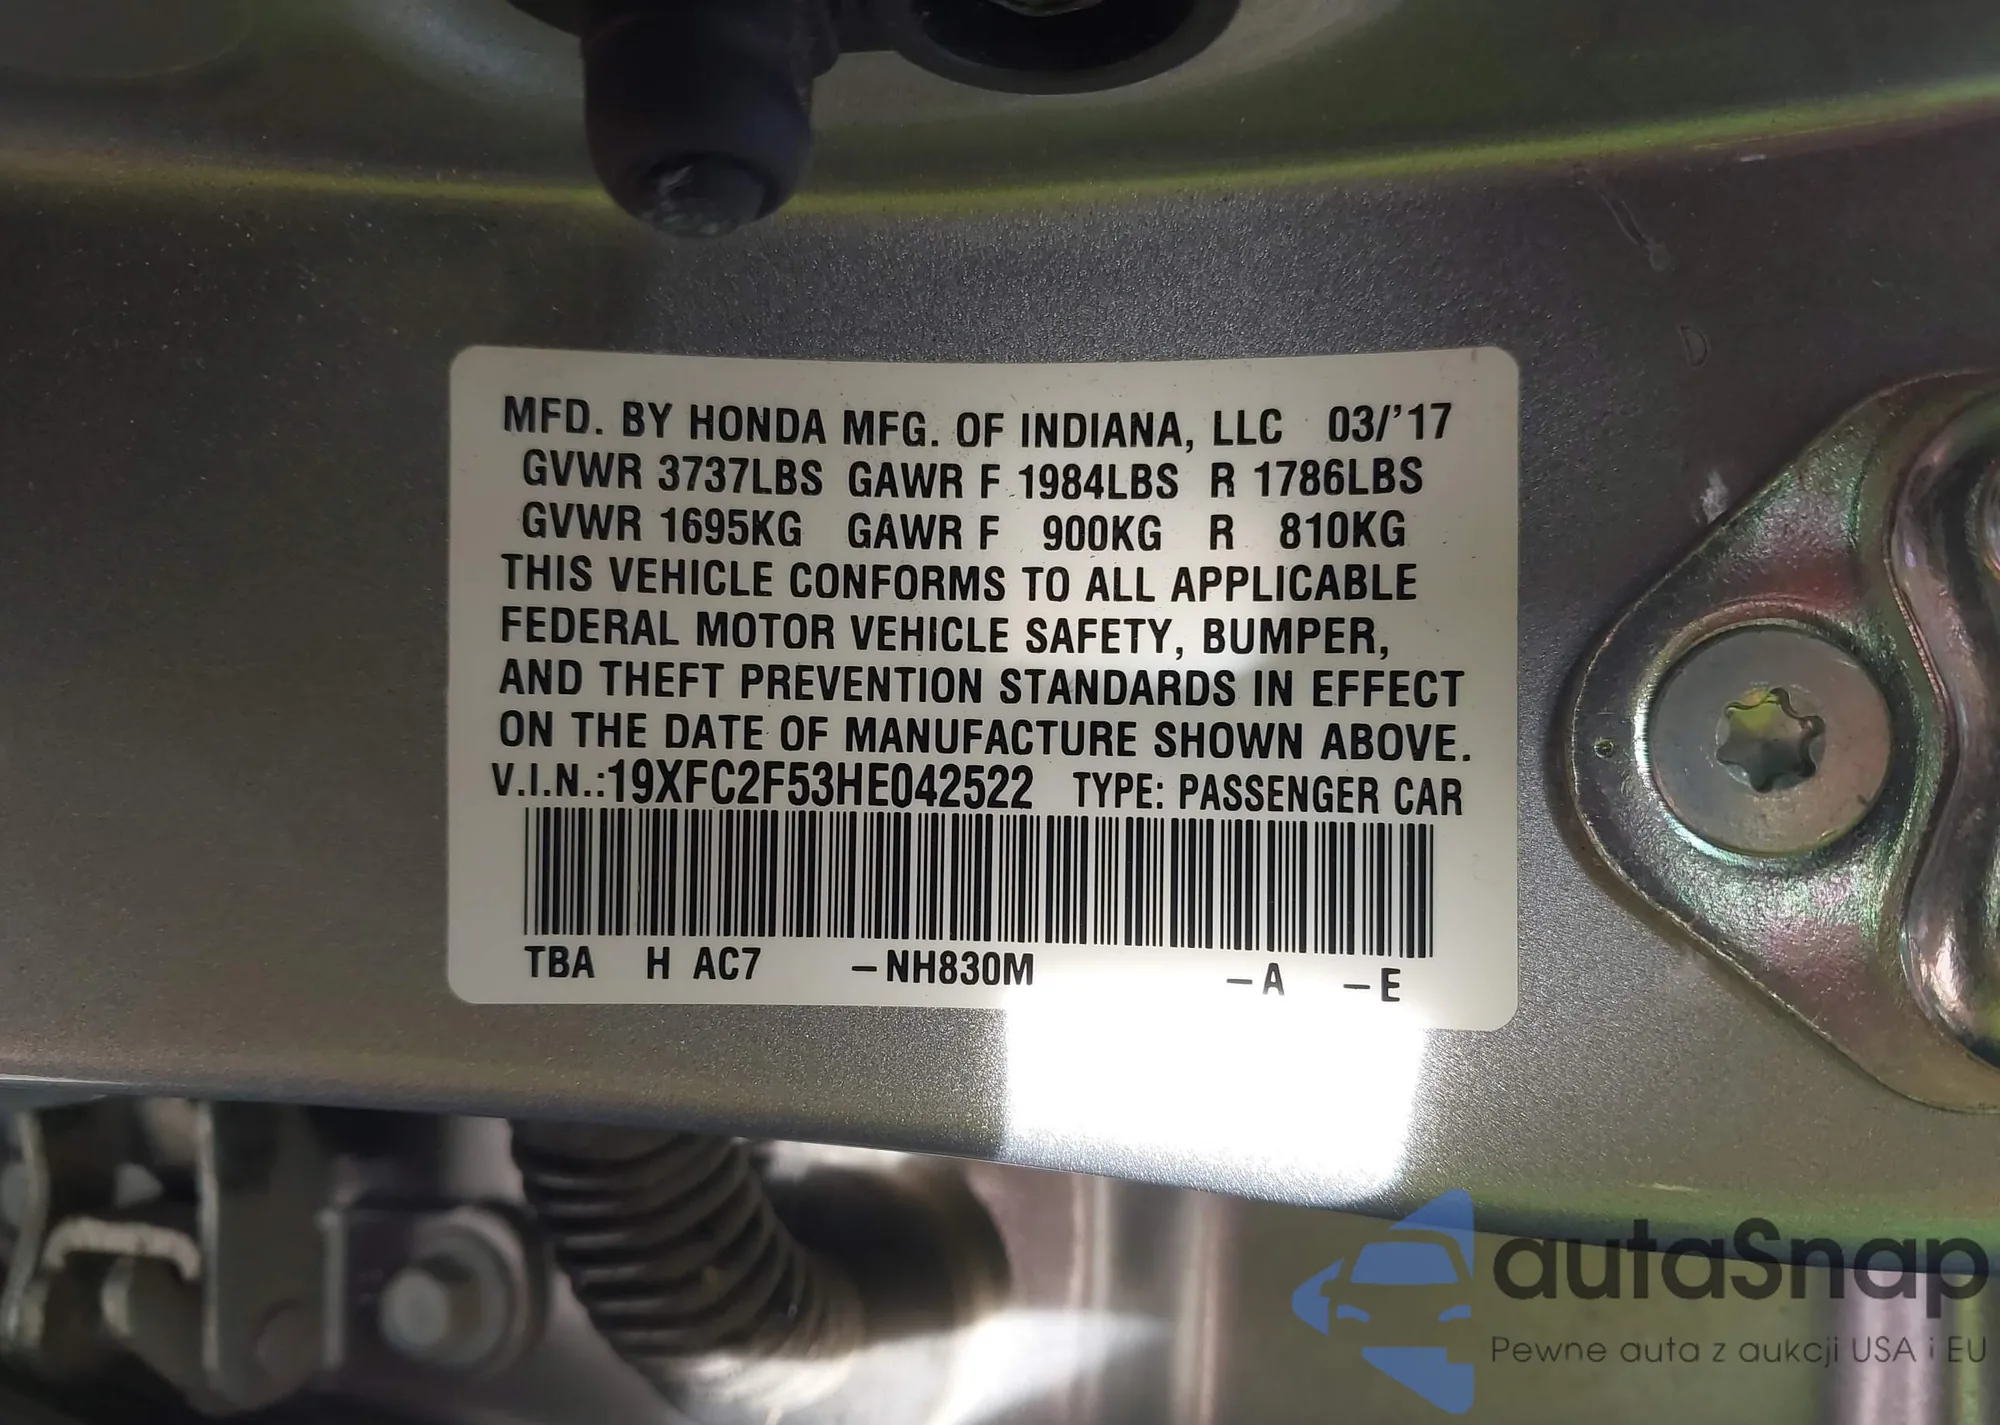 MFD. BY HONDA MFG. OF INDIANA, LLC 03/'17
GVWR 3737LBS GAWR F 1984LBS R 1786LBS
GVWR 1695KG GAWR F 900KG R 810KG
THIS VEHICLE CONFORMS TO ALL APPLICABLE
FEDERAL MOTOR VEHICLE SAFETY, BUMPER,
AND THEFT PREVENTION STANDARDS IN EFFECT
ON THE DATE OF MANUFACTURE SHOWN ABOVE.
V.I.N.:19XFC2F53HE042522 TYPE: PASSENGER CAR
TBA H AC7 –NH830M –A –E
autaSnap
Pewne auta z aukcji USA i EU